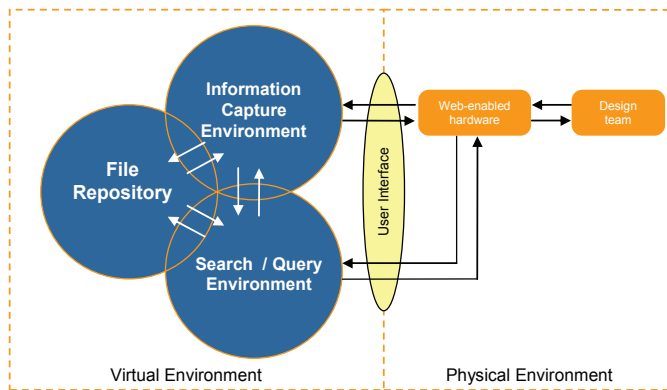 Information
Capture
Environment
File
Repository
Search / Query
Environment
User Interface
Web-enabled
hardware
Design
team
Virtual Environment
Physical Environment